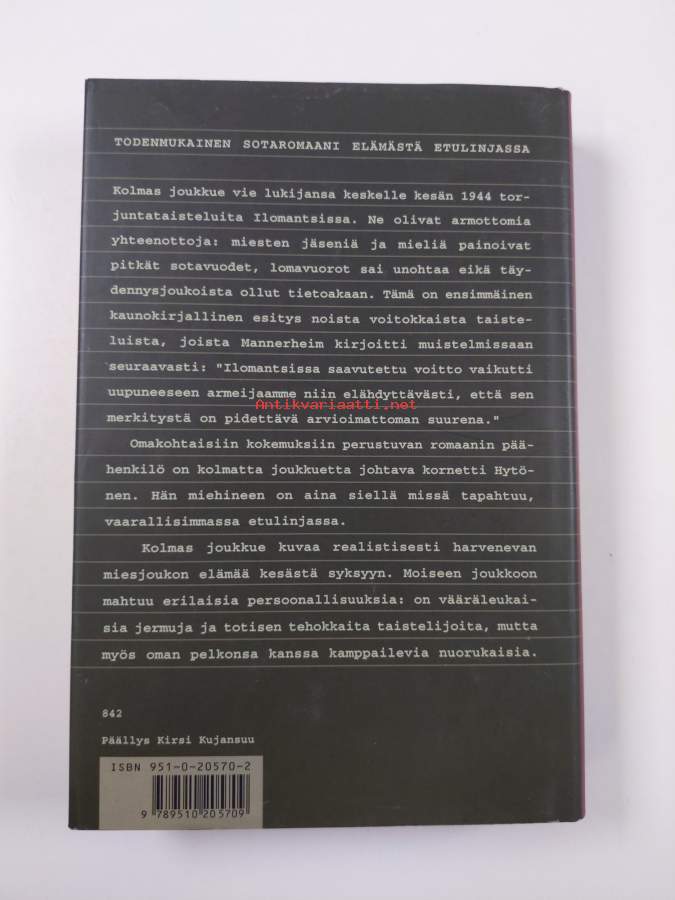 TODENMUKAINEN SOTAROMAANI ELÄMÄSTÄ ETULINJASSA
Kolmas joukkue vie lukijansa keskelle kesän 1944 tor-
juntataisteluita Ilomantsissa. Ne olivat armottomia
yhteenottoja: miesten jäseniä ja mieliä painoivat
pitkät sotavuodet, lomavuorot sai unohtaa eikä täy-
dennysjoukoista ollut tietoakaan. Tämä on ensimmäinen
kaunokirjallinen esitys noista voitokkaista taiste-
luista, joista Mannerheim kirjoitti muistelmissaan
seuraavasti: "Ilomantsissa saavutettu voitto vaikutti
uupuneeseen armeijaamme niin elähdyttävästi, että sen
Antikvariaatti.net
merkitystä on pidettävä arvioimattoman suurena."
Omakohtaisiin kokemuksiin perustuvan romaanin pää-
henkilö on kolmatta joukkuetta johtava kornetti Hytö-
nen. Hän miehineen on aina siellä missä tapahtuu,
vaarallisimmassa etulinjassa.
Kolmas joukkue kuvaa realistisesti harvenevan
miesjoukon elämää kesästä syksyyn. Moiseen joukkoon
mahtuu erilaisia persoonallisuuksia: on vääräleukai-
sia jermuja ja totisen tehokkaita taistelijoita, mutta
myös oman pelkonsa kanssa kamppailevia nuorukaisia.
842
Päällys Kirsi Kujansuu
ISBN 951-0-20570-2
9 789510 205709